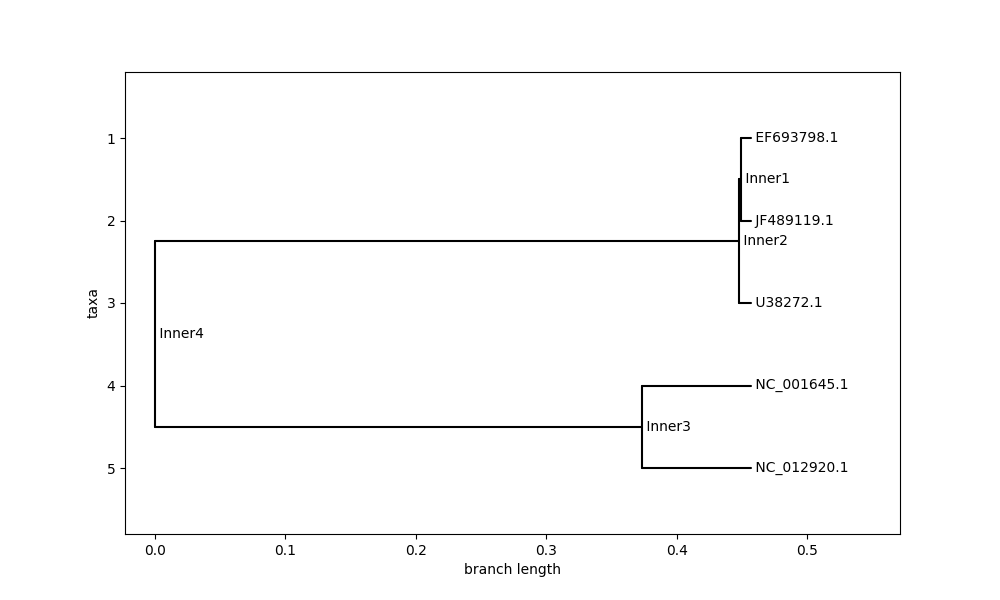 1
EF693798.1
Inner1
2
JF489119.1
Inner2
taxa
3
U38272.1
Inner4
4
NC_001645.1
Inner3
5
NC_012920.1
0.0
0.1
0.2
0.3
0.4
0.5
branch length